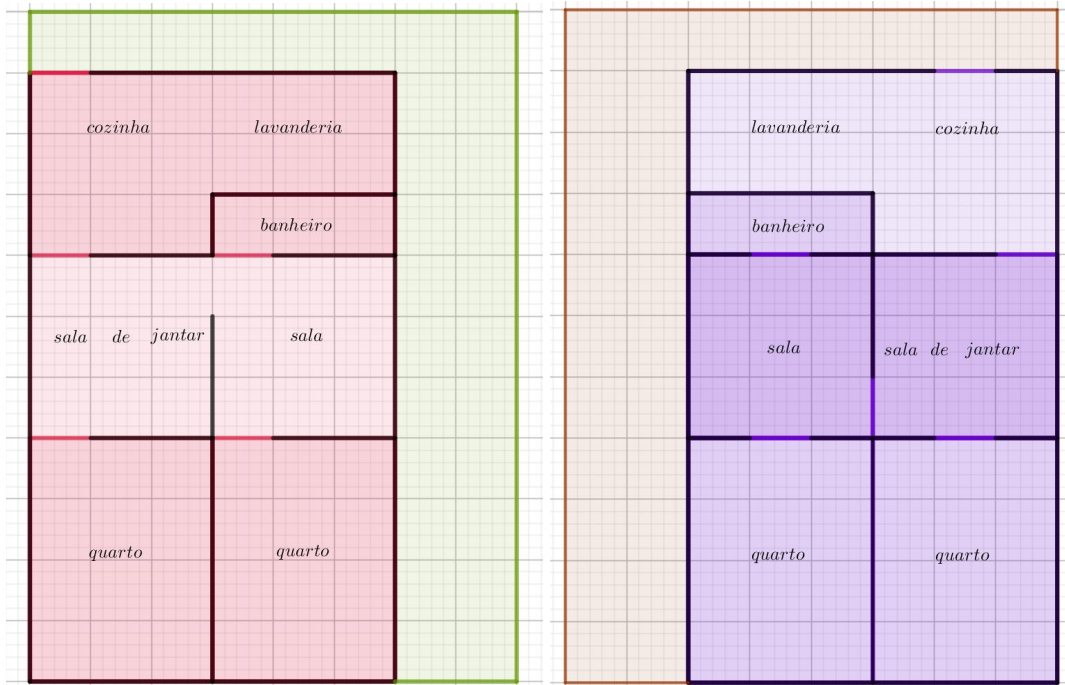 cozinha lavanderia
banheiro
sala de jantar sala
quarto quarto
lavanderia cozinha
banheiro
sala sala de jantar
quarto quarto